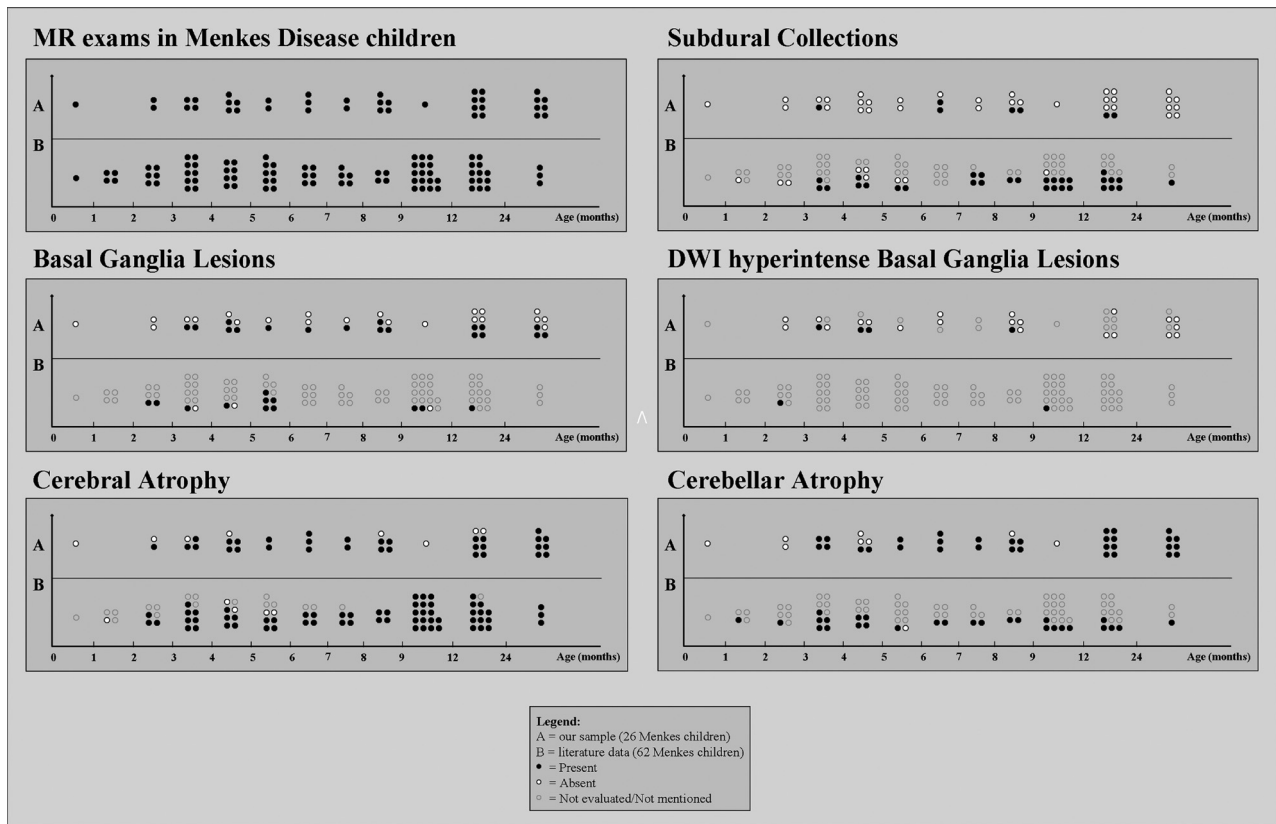 MR exams in Menkes Disease children
A
B
0 1 2 3 4 5 6 7 8 9 12 24 Age (months)
Subdural Collections
A
B
0 1 2 3 4 5 6 7 8 9 12 24 Age (months)
Basal Ganglia Lesions
A
B
0 1 2 3 4 5 6 7 8 9 12 24 Age (months)
DWI hyperintense Basal Ganglia Lesions
A
B
0 1 2 3 4 5 6 7 8 9 12 24 Age (months)
Cerebral Atrophy
A
B
0 1 2 3 4 5 6 7 8 9 12 24 Age (months)
Cerebellar Atrophy
A
B
0 1 2 3 4 5 6 7 8 9 12 24 Age (months)
Legend:
A = our sample (26 Menkes children)
B = literature data (62 Menkes children)
● = Present
○ = Absent
○ = Not evaluated/Not mentioned